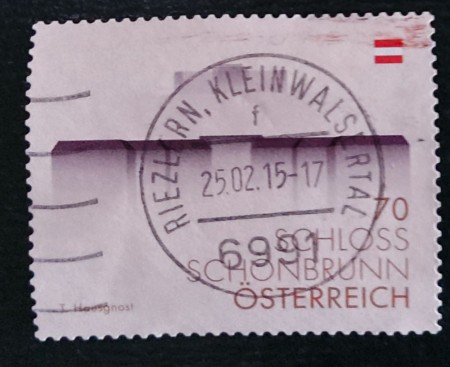 RIEZLERN, KLEINWALSERTAL
f
25.02.15-17
6991
70
SCHLOSS
SCHÖNBRUNN
ÖSTERREICH